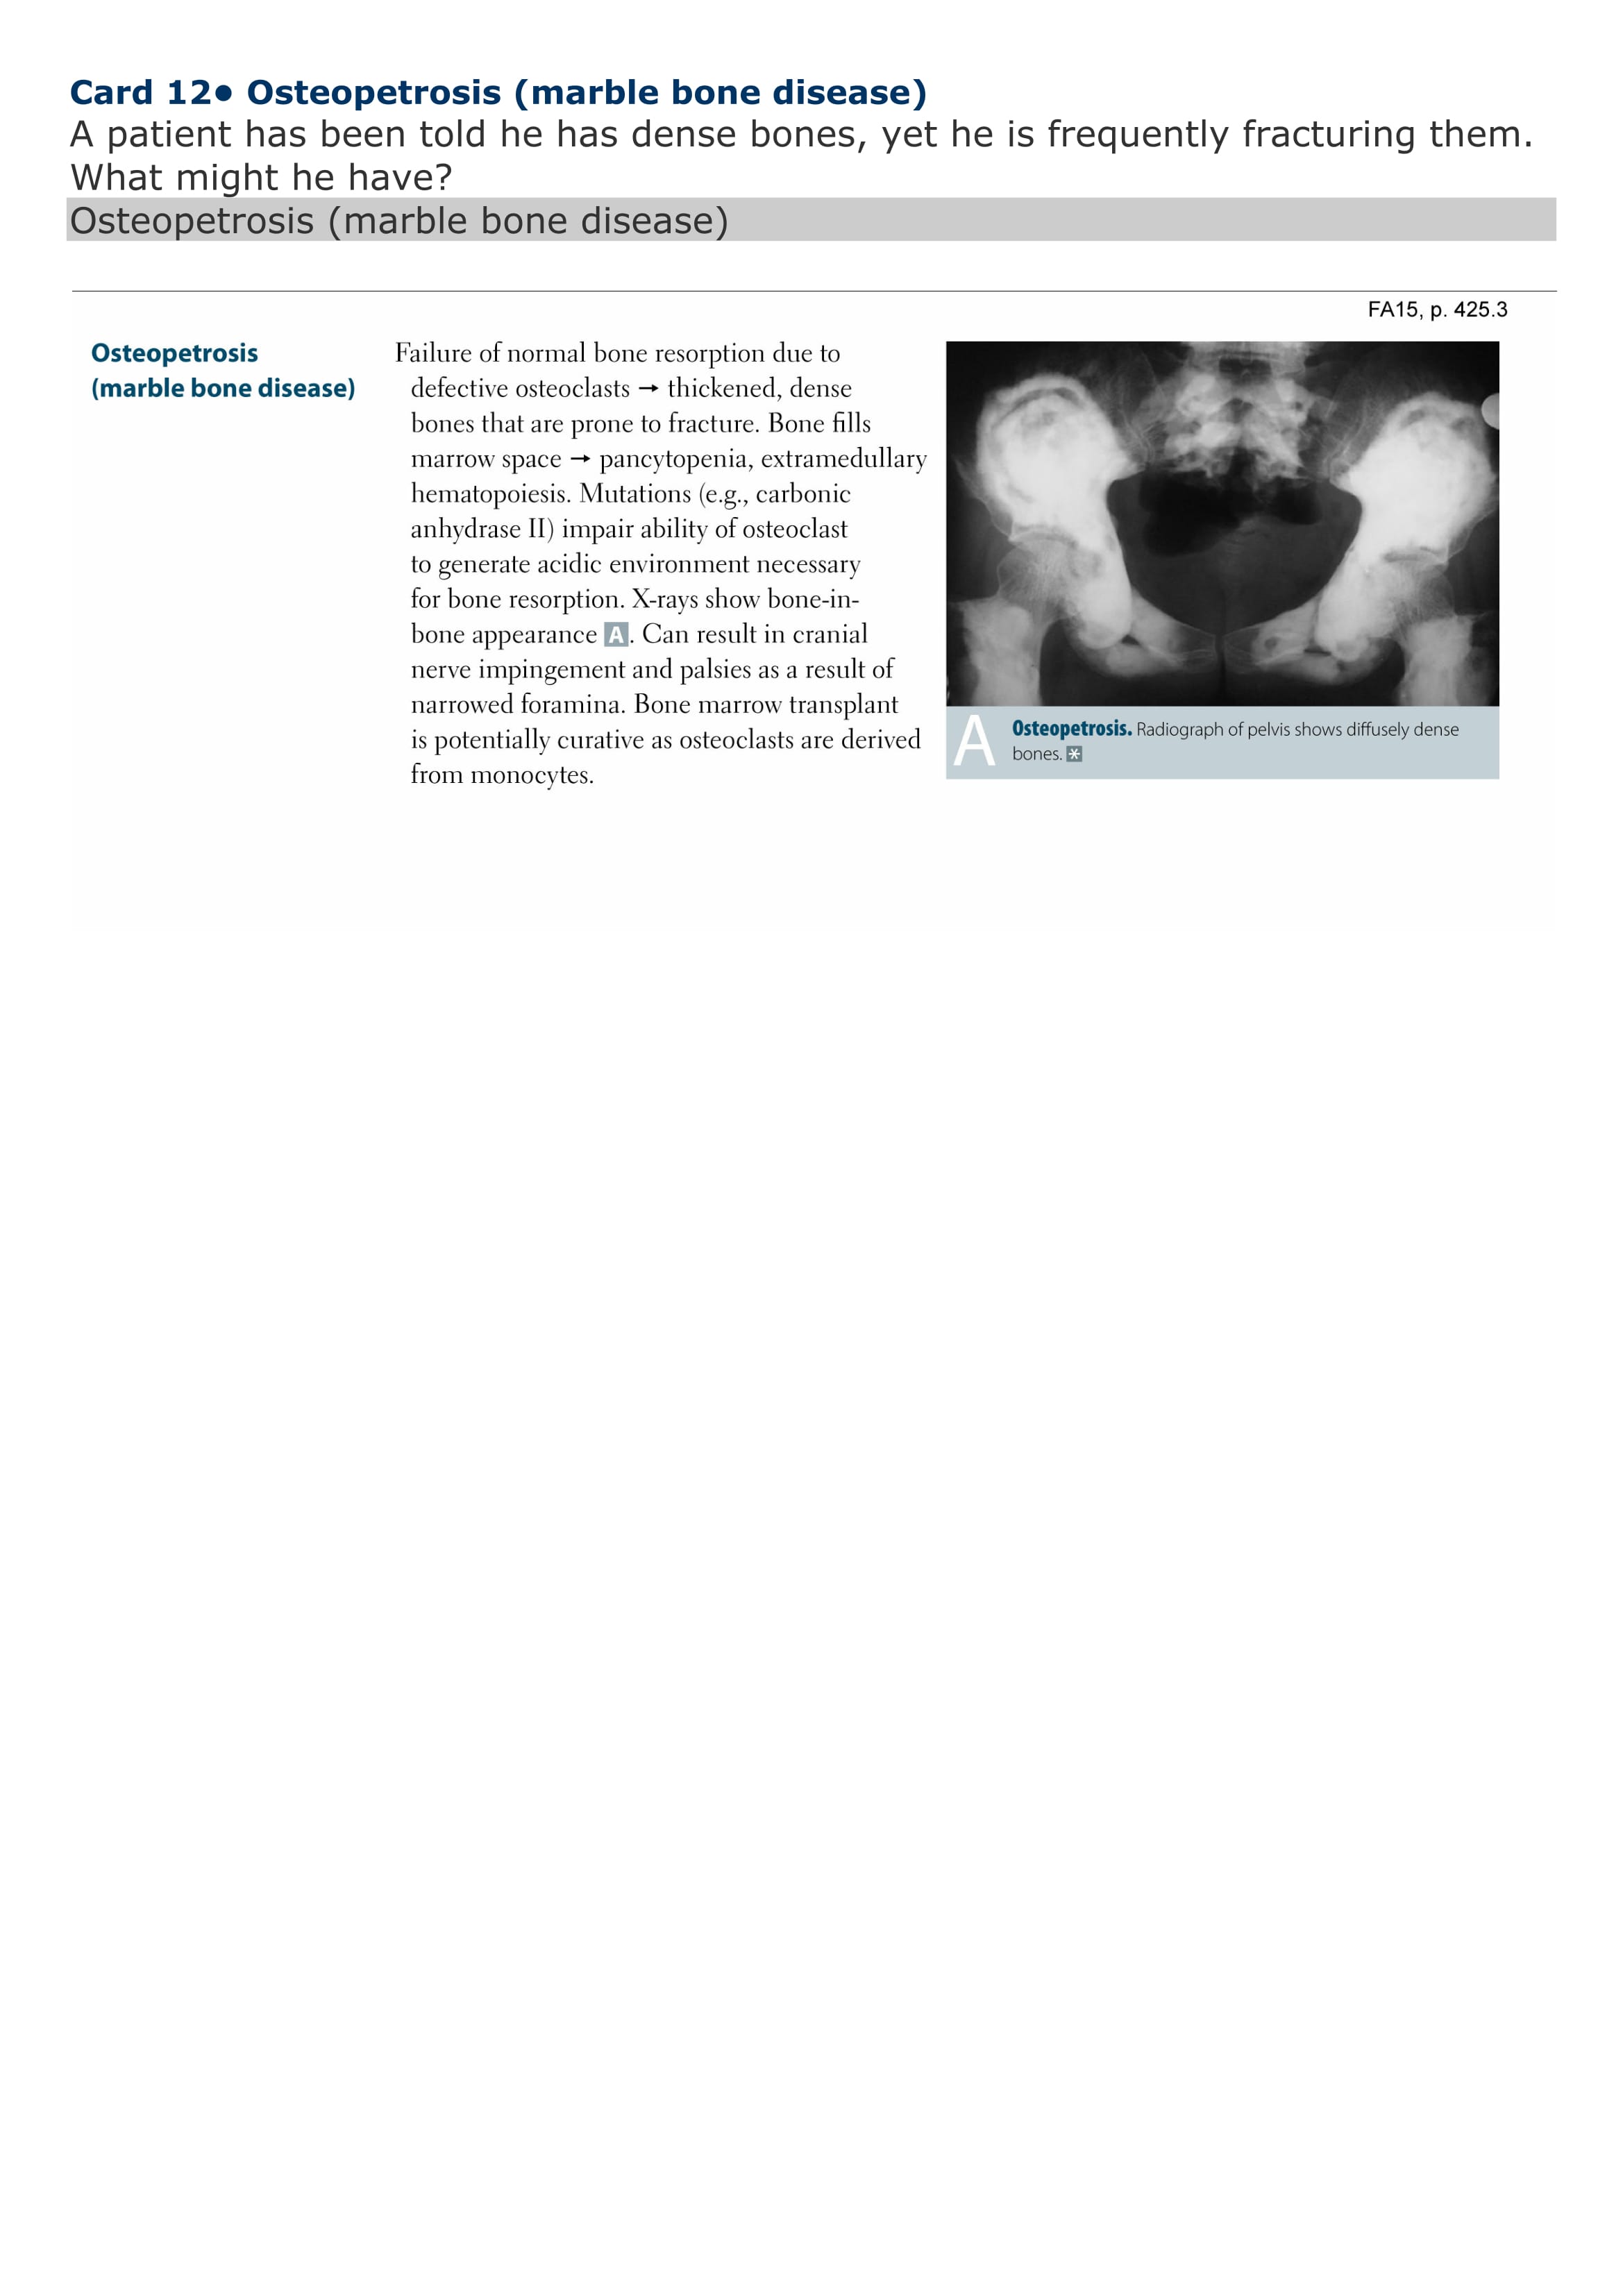 Card 12• Osteopetrosis (marble bone disease)
A patient has been told he has dense bones, yet he is frequently fracturing them.
What might he have?
Osteopetrosis (marble bone disease)
FA15, p. 425.3
Osteopetrosis
(marble bone disease)
Failure of normal bone resorption due to
defective osteoclasts → thickened, dense
bones that are prone to fracture. Bone fills
marrow space → pancytopenia, extramedullary
hematopoiesis. Mutations (e.g., carbonic
anhydrase II) impair ability of osteoclast
to generate acidic environment necessary
for bone resorption. X-rays show bone-in-
bone appearance A. Can result in cranial
nerve impingement and palsies as a result of
narrowed foramina. Bone marrow transplant
is potentially curative as osteoclasts are derived
from monocytes.
A
Osteopetrosis. Radiograph of pelvis shows diffusely dense
bones. *